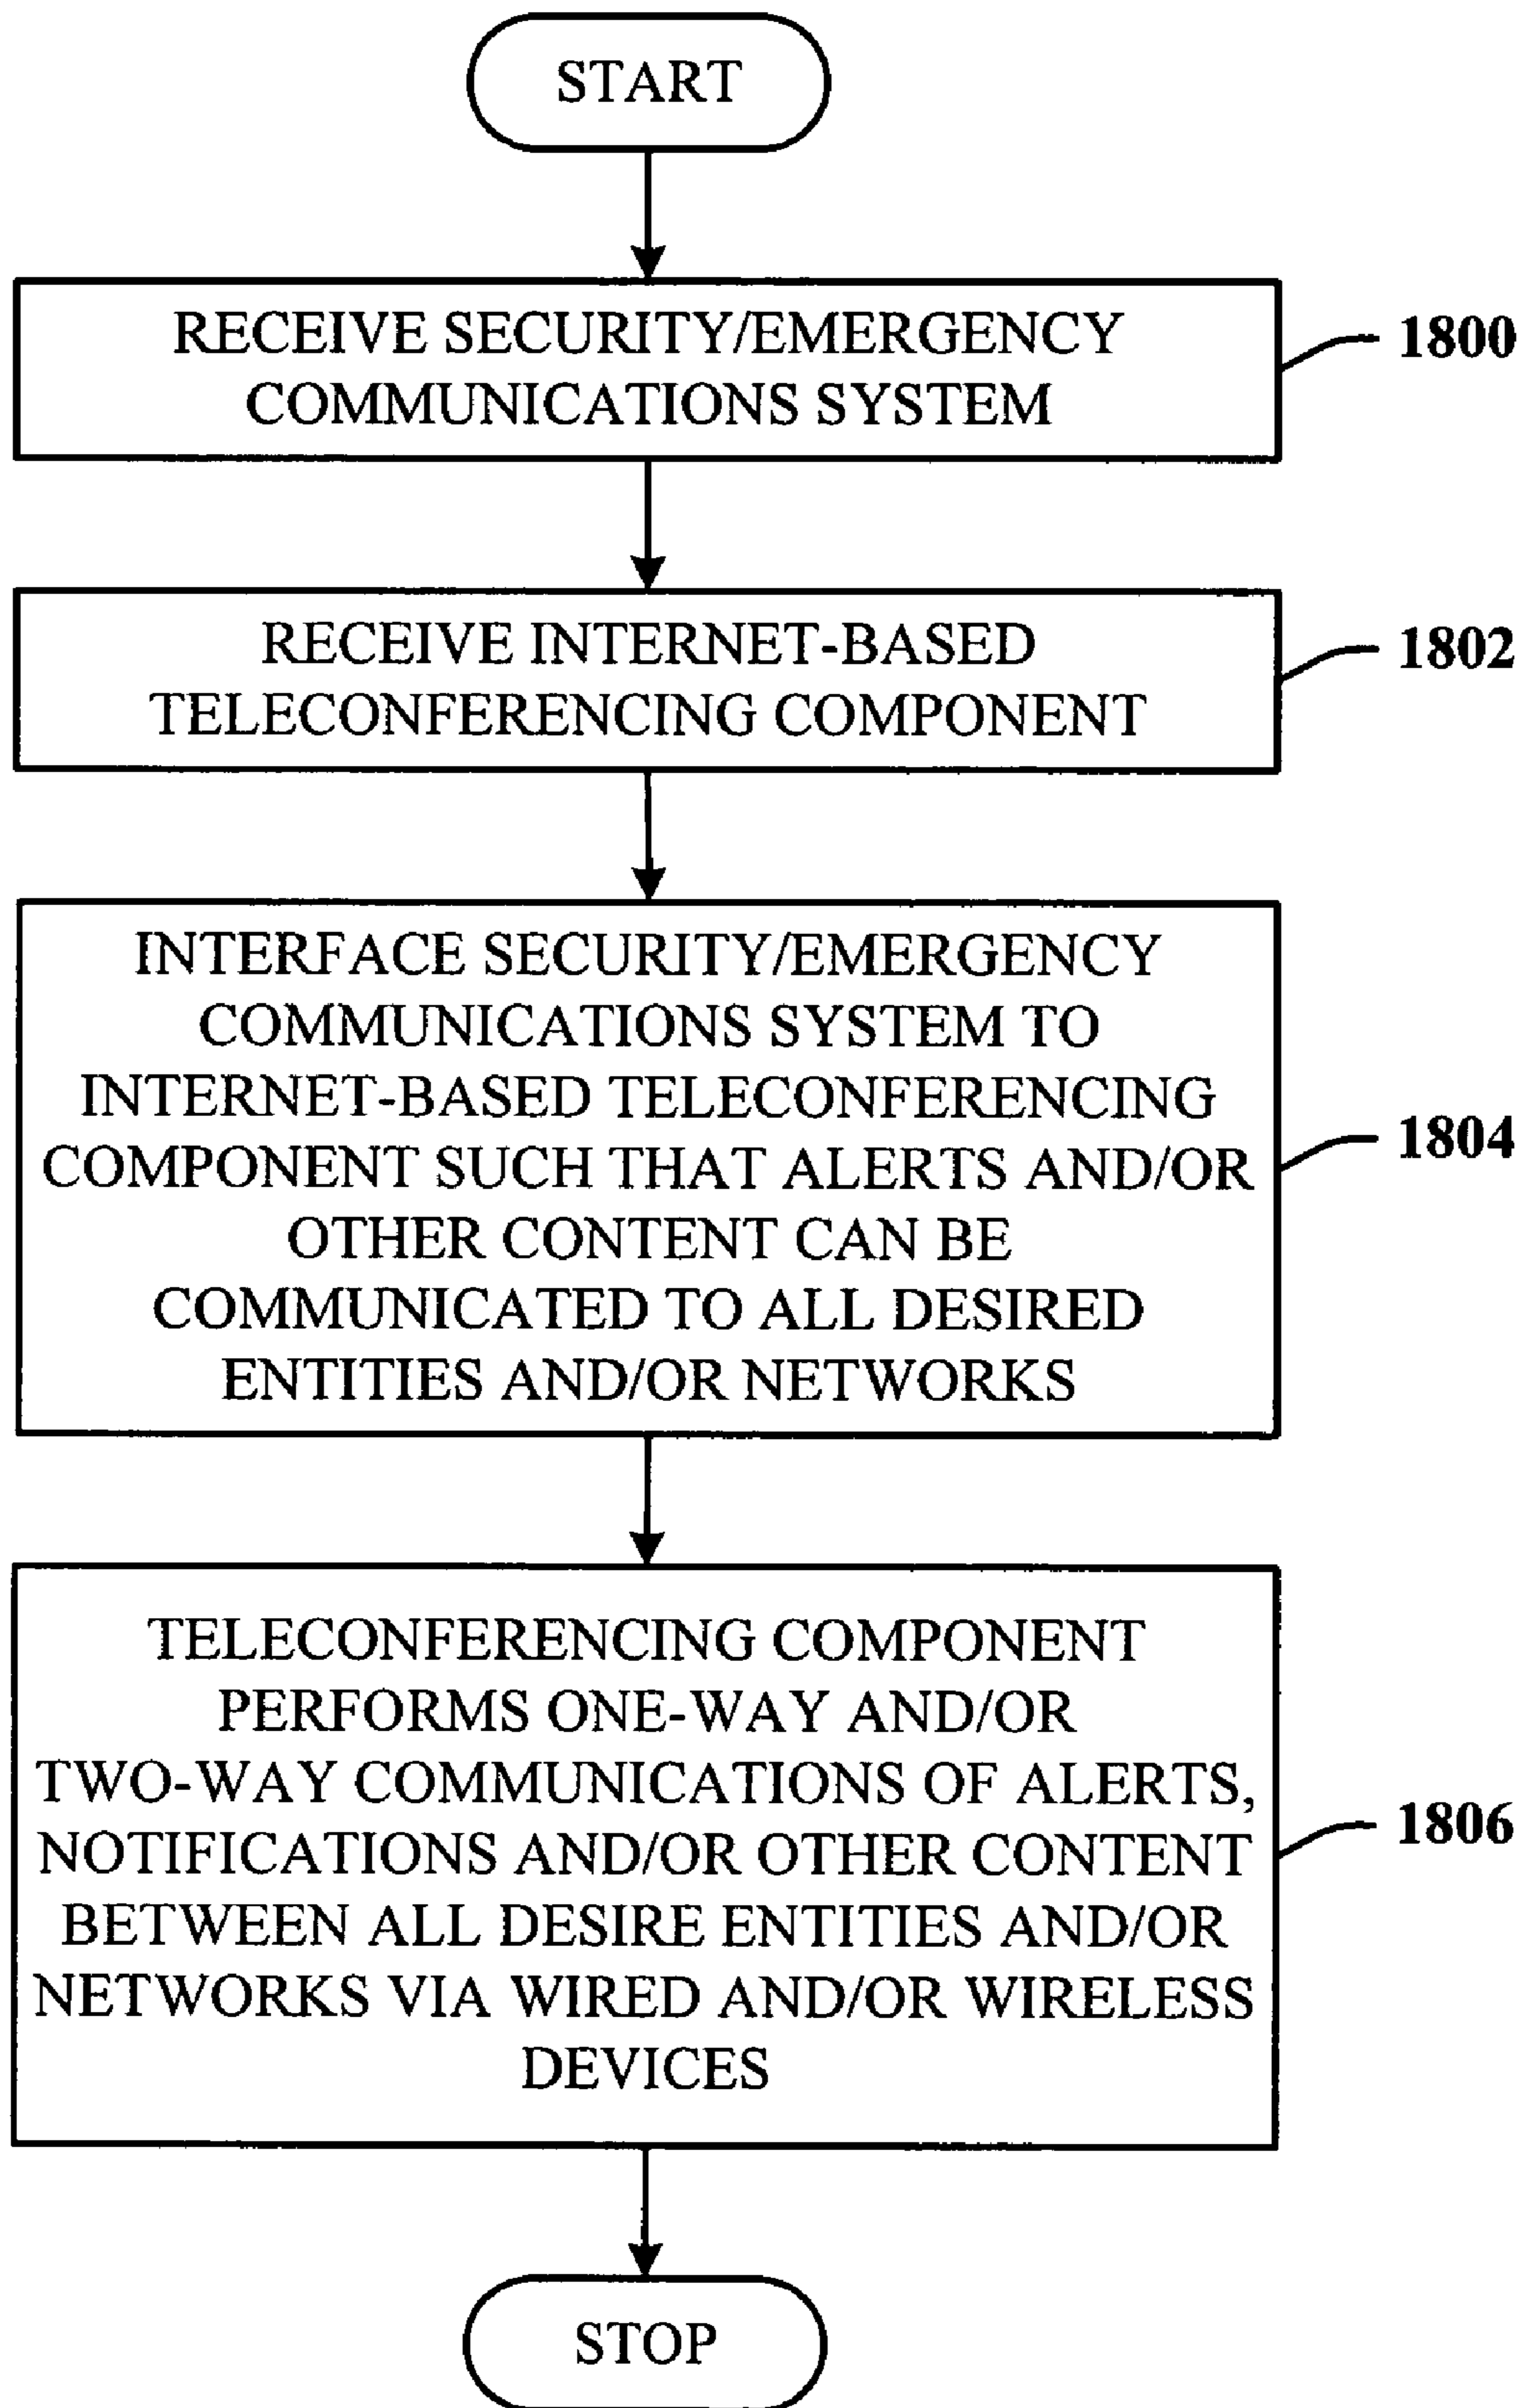 START
RECEIVE SECURITY/EMERGENCY
COMMUNICATIONS SYSTEM
1800
RECEIVE INTERNET-BASED
TELECONFERENCING COMPONENT
1802
INTERFACE SECURITY/EMERGENCY
COMMUNICATIONS SYSTEM TO
INTERNET-BASED TELECONFERENCING
COMPONENT SUCH THAT ALERTS AND/OR
OTHER CONTENT CAN BE
COMMUNICATED TO ALL DESIRED
ENTITIES AND/OR NETWORKS
1804
TELECONFERENCING COMPONENT
PERFORMS ONE-WAY AND/OR
TWO-WAY COMMUNICATIONS OF ALERTS,
NOTIFICATIONS AND/OR OTHER CONTENT
BETWEEN ALL DESIRE ENTITIES AND/OR
NETWORKS VIA WIRED AND/OR WIRELESS
DEVICES
1806
STOP